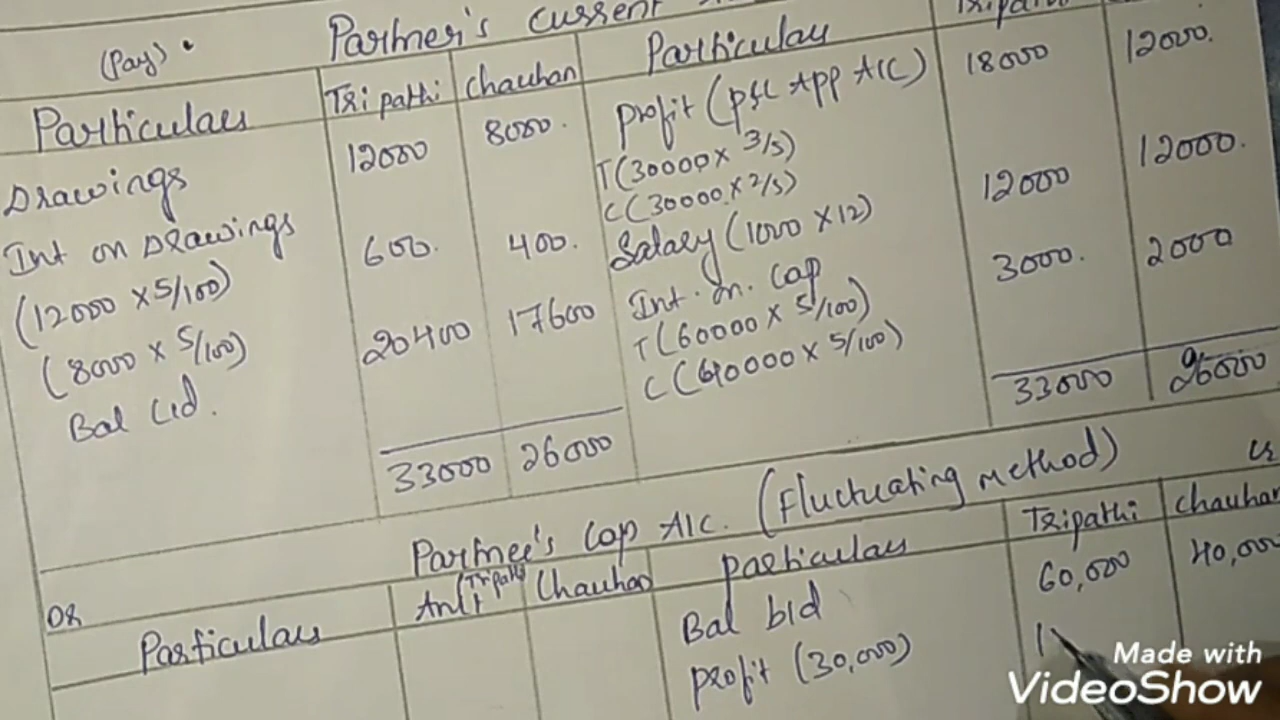 (Pay) Partner's current
Particulars Tripathi Chauhan Particulars
Drawings 12000 8000. Profit (P&L APP A/C) 18000 12000.
T (30000 x 3/5)
C (30000 x 2/5)
Int on Drawings 600. 400. Salary (1000 x 12) 12000 12000.
(12000 x 5/100) Int. on. Cap 3000. 2000
(8000 x 5/100) T (60000 x 5/100)
Bal c/d. 20400 17600 C (40000 x 5/100)
33000 26000 33000 26000
Partner's Cap A/c. (Fluctuating method) Cr
Dr Particulars Tripathi Chauhan Particulars Tripathi Chauhan
Bal b/d 60,000 40,000
Profit (30,000) 1
Made with
VideoShow